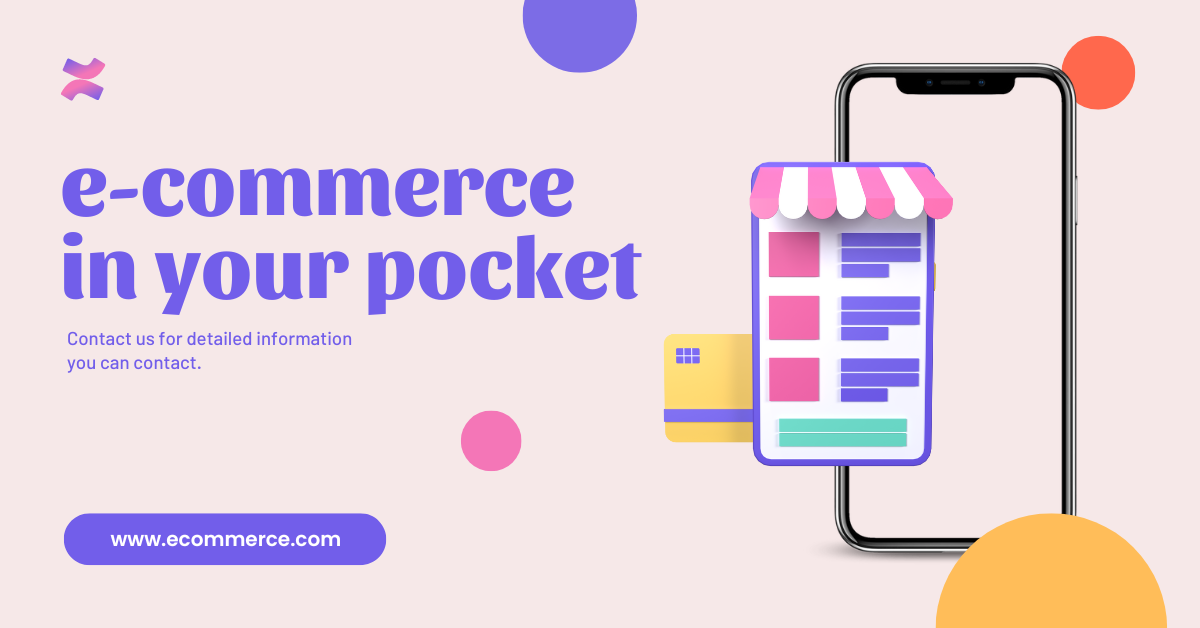 e-commerce
in your pocket
Contact us for detailed information
you can contact.
www.ecommerce.com